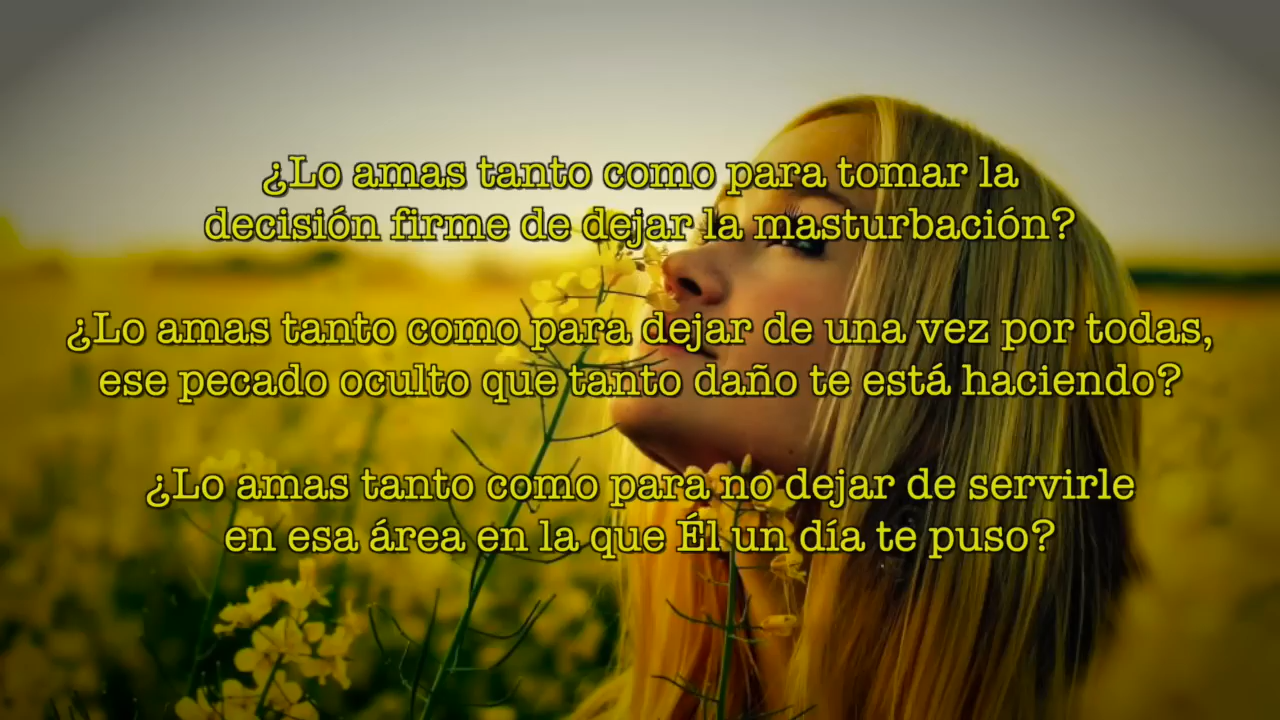 ¿Lo amas tanto como para tomar la
decisión firme de dejar la masturbación?
¿Lo amas tanto como para dejar de una vez por todas,
ese pecado oculto que tanto daño te está haciendo?
¿Lo amas tanto como para no dejar de servirle
en esa área en la que Él un día te puso?